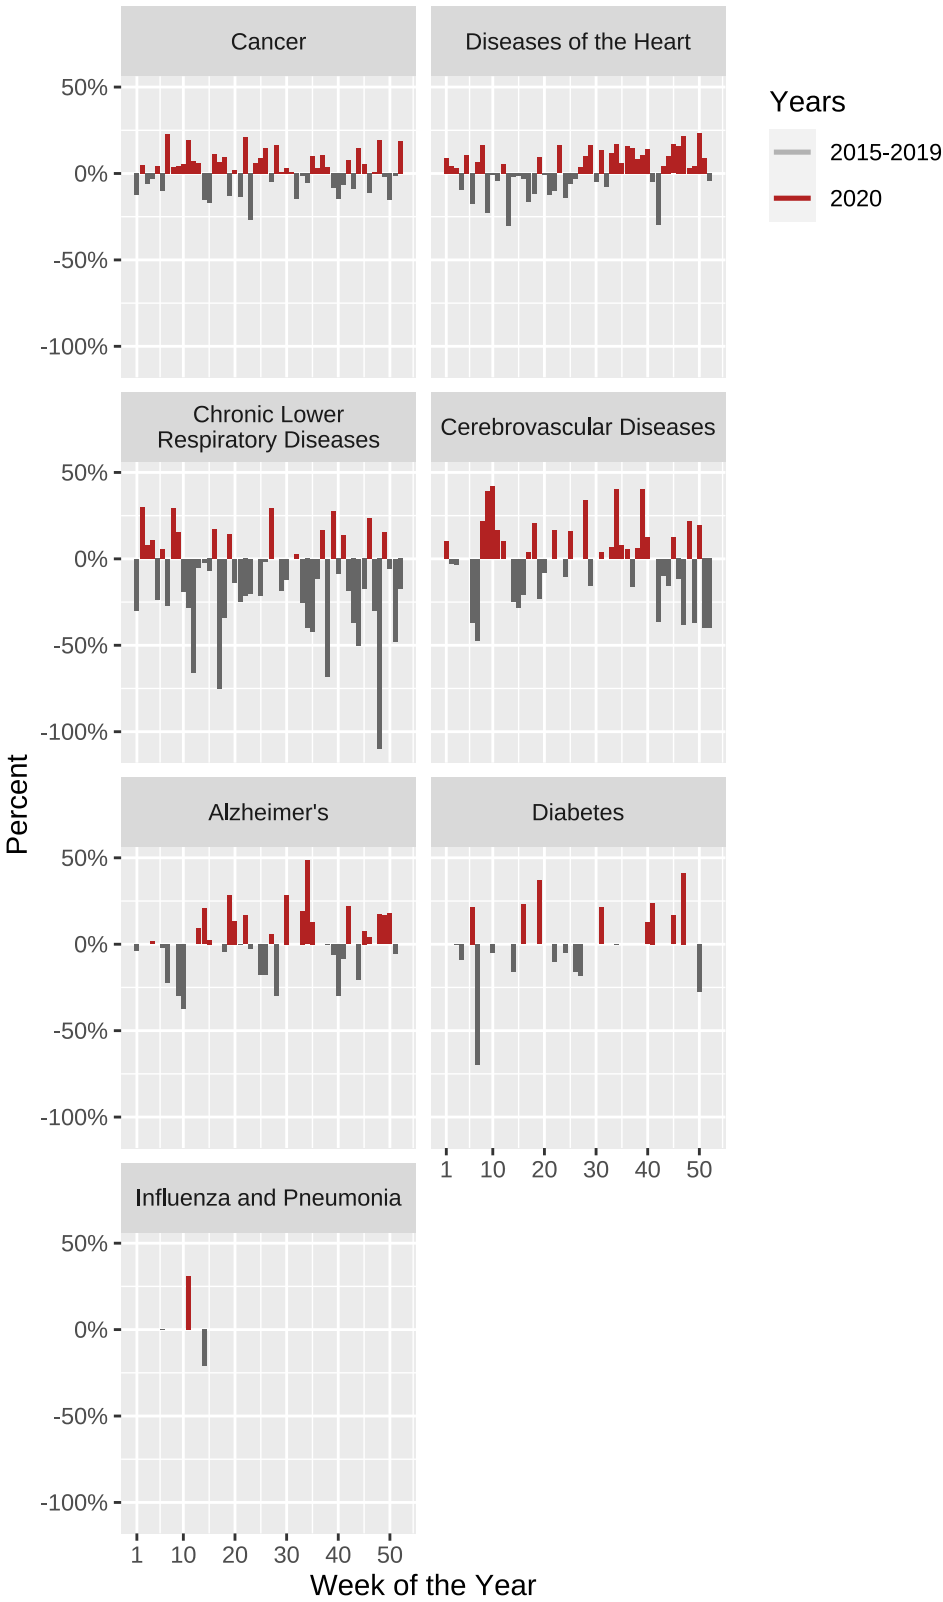 Cancer
Diseases of the Heart
50%
0%
-50%
-100%
Years
2015-2019
2020
Chronic Lower
Respiratory Diseases
Cerebrovascular Diseases
50%
0%
-50%
-100%
Percent
Alzheimer's
Diabetes
50%
0%
-50%
-100%
1 10 20 30 40 50
Influenza and Pneumonia
50%
0%
-50%
-100%
1 10 20 30 40 50
Week of the Year